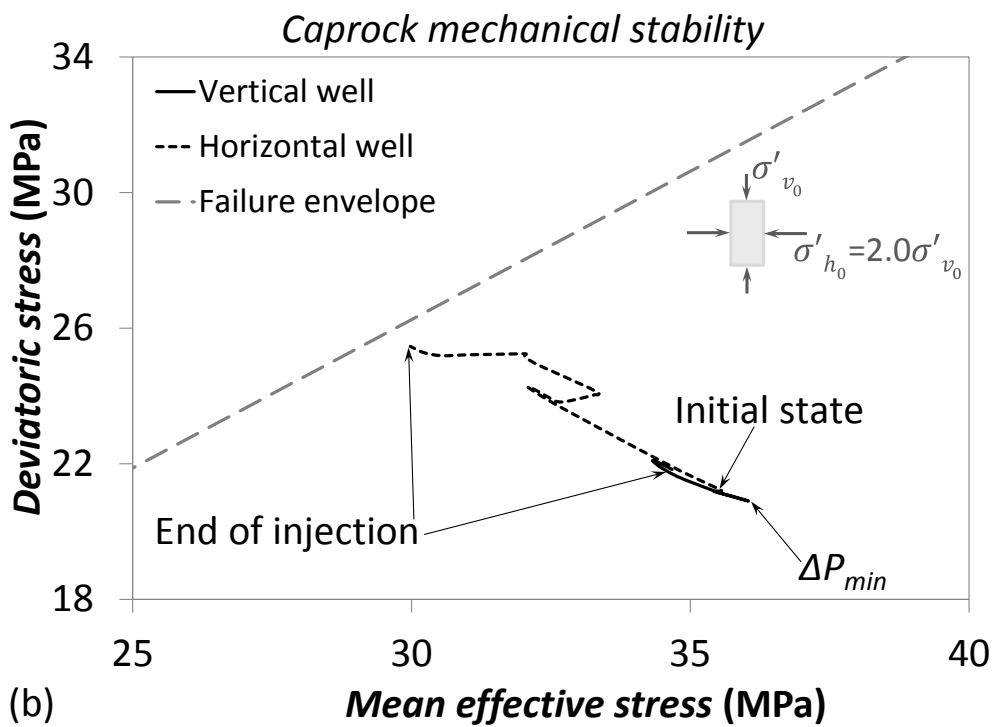 Caprock mechanical stability
34
30
26
22
18
Deviatoric stress (MPa)
Vertical well
Horizontal well
Failure envelope
σ'v₀
σ'h₀=2.0σ'v₀
Initial state
End of injection
ΔPmin
25
30
35
40
(b)
Mean effective stress (MPa)